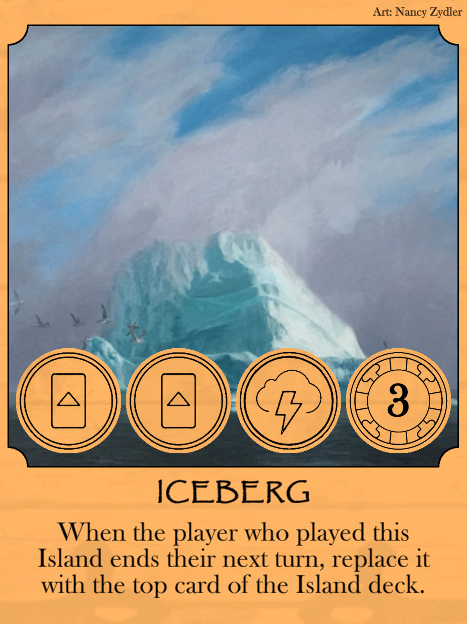 Art: Nancy Zydler
3
ICEBERG
When the player who played this
Island ends their next turn, replace it
with the top card of the Island deck.